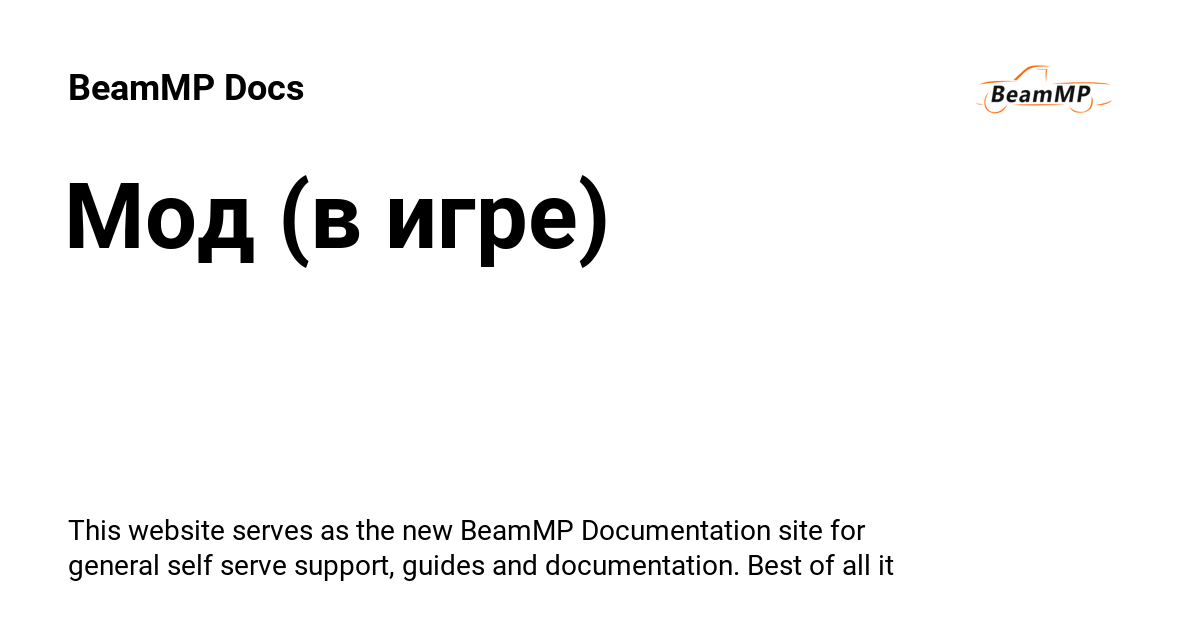 BeamMP Docs
BeamMP
Мод (в игре)
This website serves as the new BeamMP Documentation site for
general self serve support, guides and documentation. Best of all it